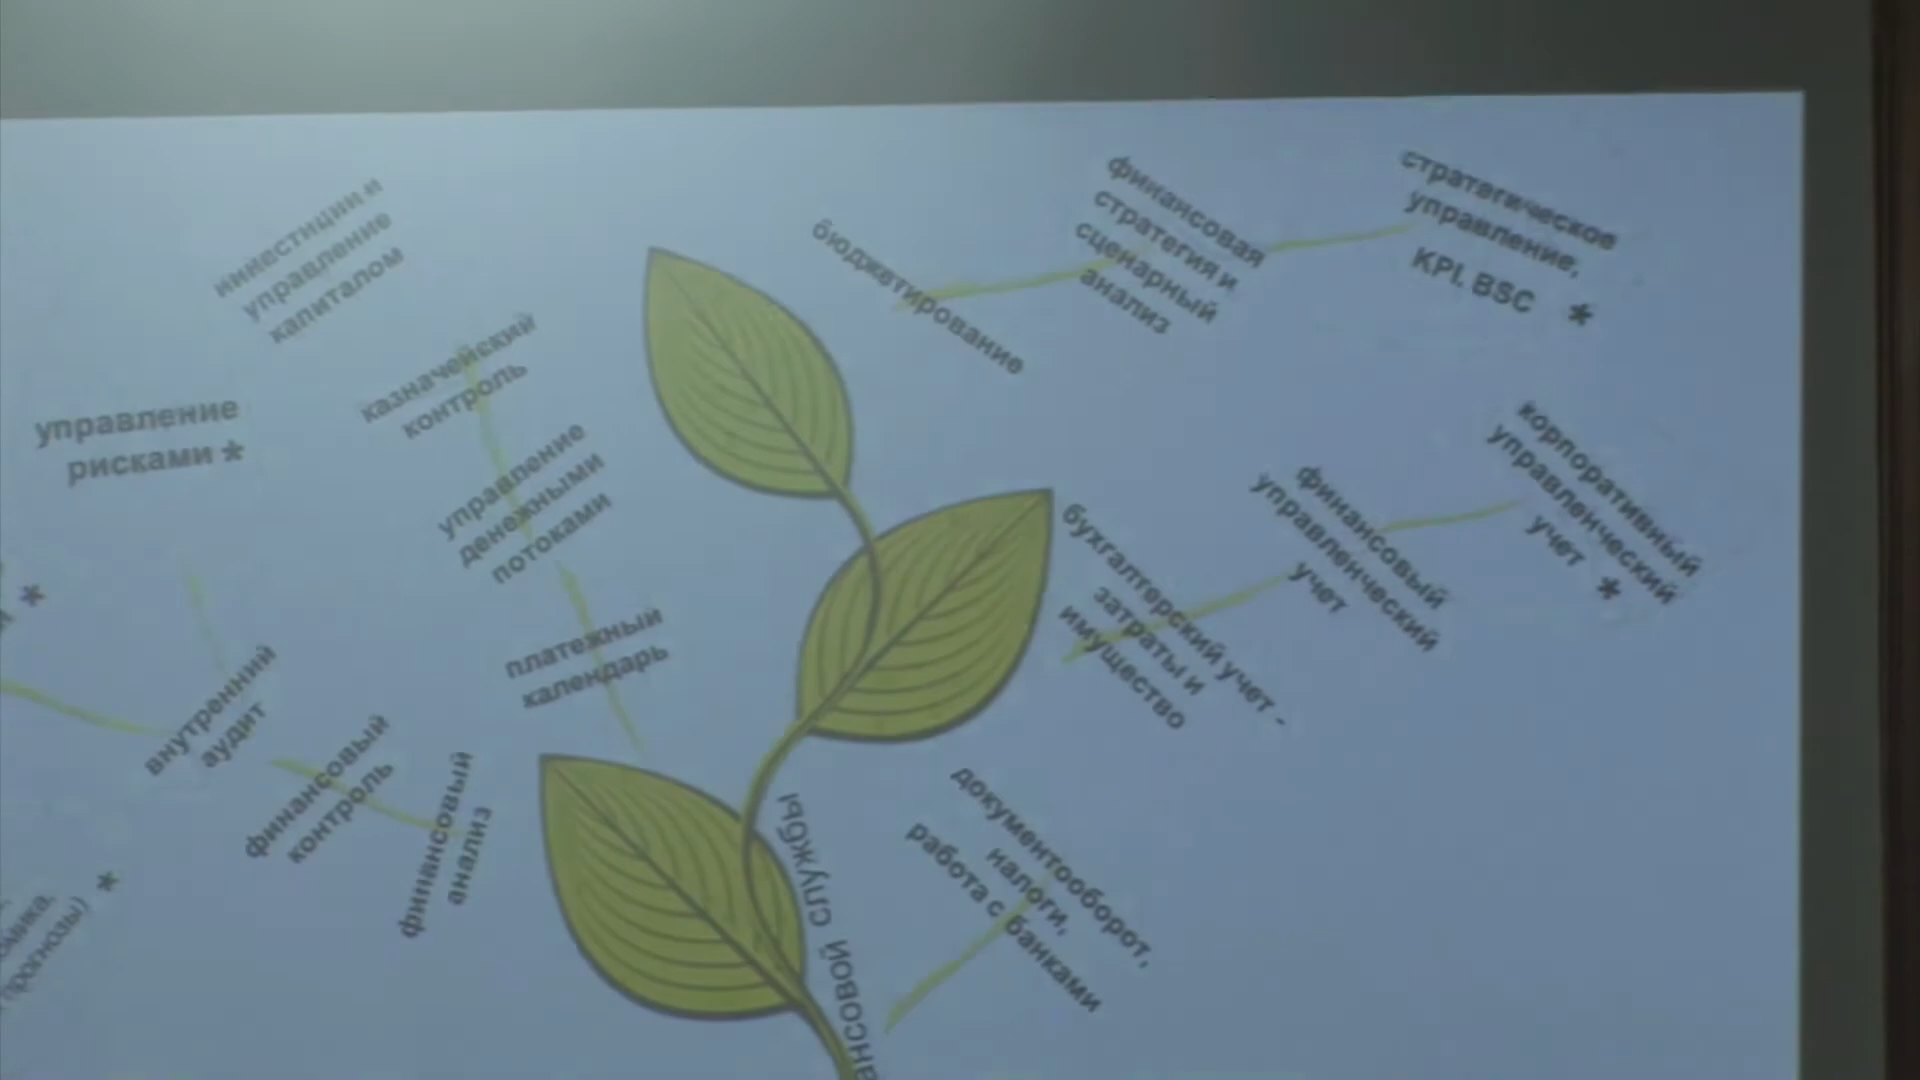 инвестиции и
управление
капиталом
казначейский
контроль
управление
рисками *
управление
денежными
потоками
платежный
календарь
внутренний
аудит
финансовый
контроль
финансовый
анализ
*
прогнозы) *
бюджетирование
финансовая
стратегия и
сценарный
анализ
стратегическое
управление,
KPI, BSC *
бухгалтерский учет -
затраты и
имущество
финансовый
управленческий
учет
корпоративный
управленческий
учет *
документооборот,
налоги,
работа с банками
ансовой службы